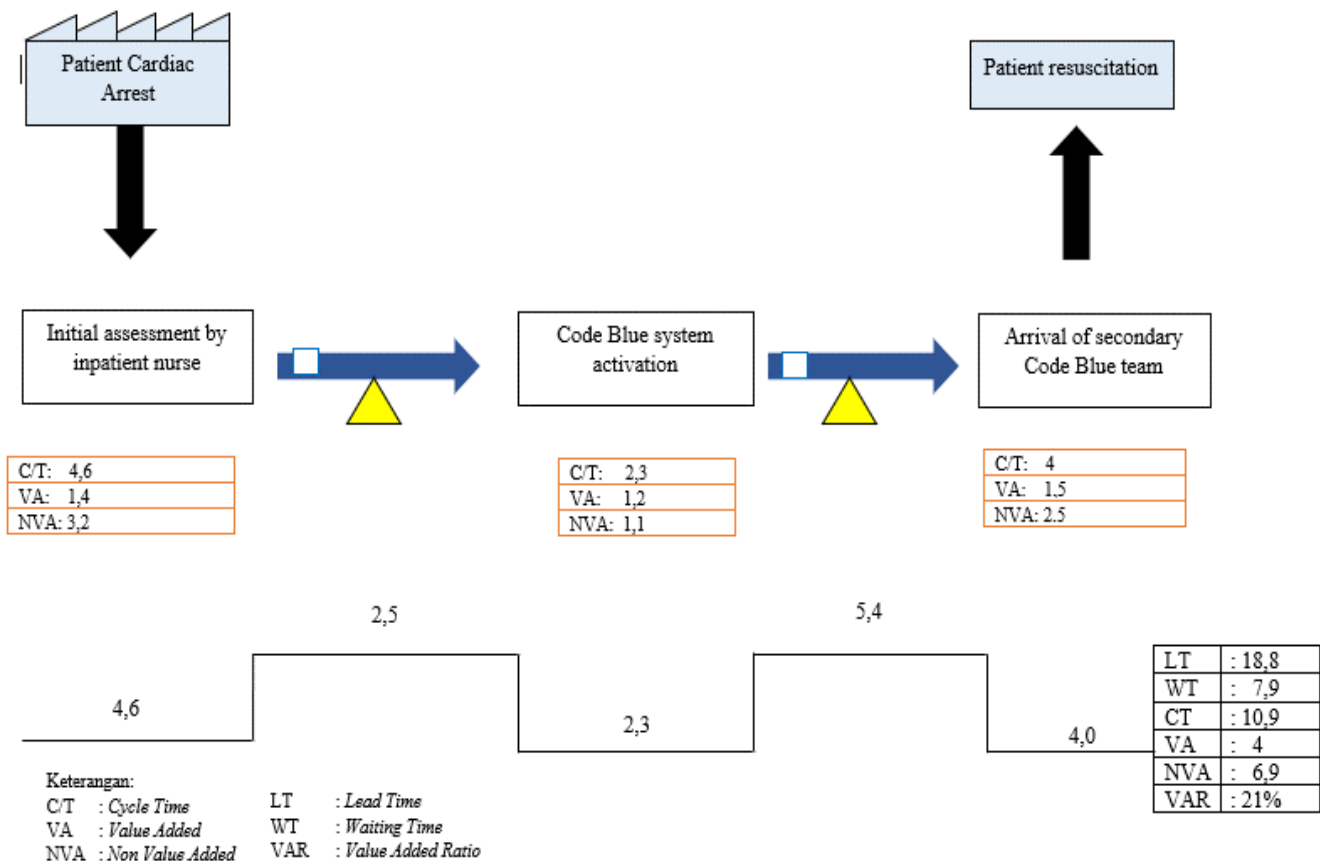 Patient Cardiac
Arrest
Patient resuscitation
Initial assessment by
inpatient nurse
Code Blue system
activation
Arrival of secondary
Code Blue team
C/T: 4,6
VA: 1,4
NVA: 3,2
C/T: 2,3
VA: 1,2
NVA: 1,1
C/T: 4
VA: 1,5
NVA: 2.5
4,6
2,5
2,3
5,4
4,0
LT : 18,8
WT : 7,9
CT : 10,9
VA : 4
NVA : 6,9
VAR : 21%
Keterangan:
C/T : Cycle Time
VA : Value Added
NVA : Non Value Added
LT : Lead Time
WT : Waiting Time
VAR : Value Added Ratio